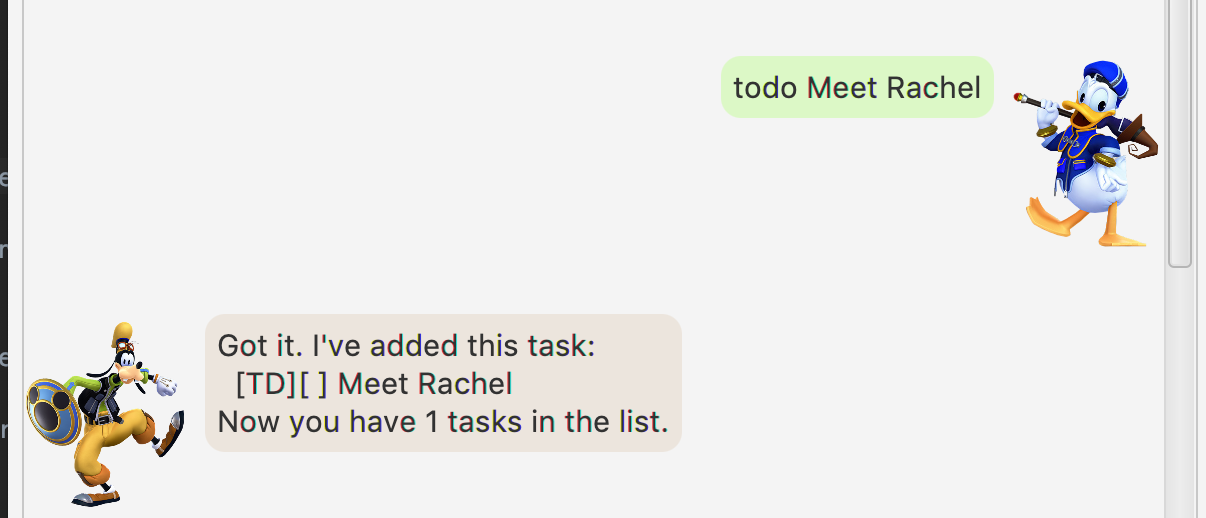 todo Meet Rachel
Got it. I've added this task:
[TD][ ] Meet Rachel
Now you have 1 tasks in the list.